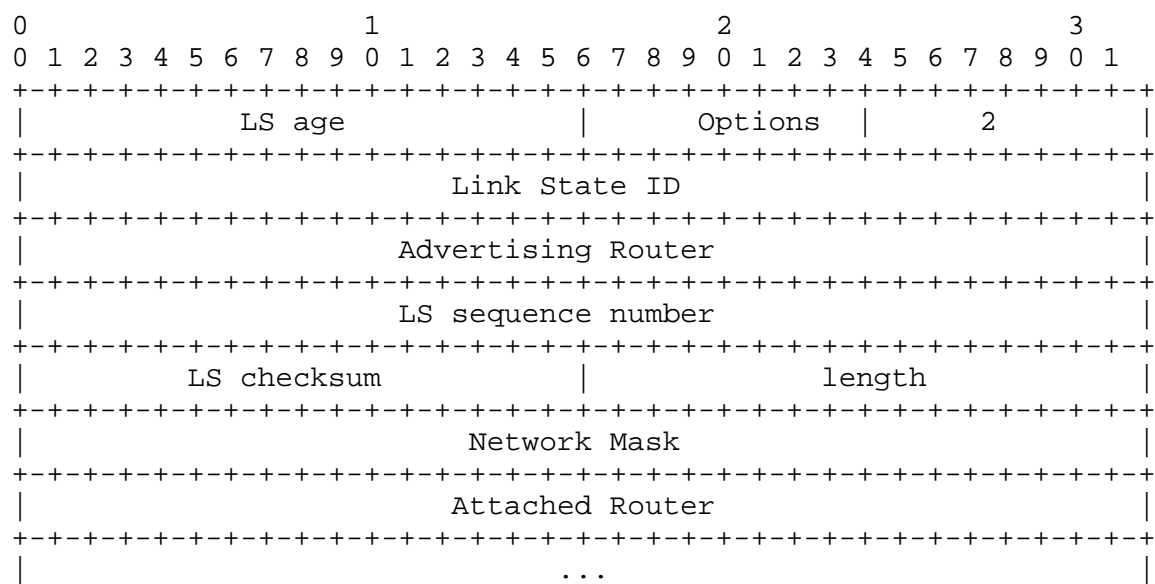 0                   1                   2                   3
0 1 2 3 4 5 6 7 8 9 0 1 2 3 4 5 6 7 8 9 0 1 2 3 4 5 6 7 8 9 0 1
+-+-+-+-+-+-+-+-+-+-+-+-+-+-+-+-+-+-+-+-+-+-+-+-+-+-+-+-+-+-+-+-+
|            LS age             |      Options  |      2        |
+-+-+-+-+-+-+-+-+-+-+-+-+-+-+-+-+-+-+-+-+-+-+-+-+-+-+-+-+-+-+-+-+
|                        Link State ID                          |
+-+-+-+-+-+-+-+-+-+-+-+-+-+-+-+-+-+-+-+-+-+-+-+-+-+-+-+-+-+-+-+-+
|                     Advertising Router                        |
+-+-+-+-+-+-+-+-+-+-+-+-+-+-+-+-+-+-+-+-+-+-+-+-+-+-+-+-+-+-+-+-+
|                     LS sequence number                        |
+-+-+-+-+-+-+-+-+-+-+-+-+-+-+-+-+-+-+-+-+-+-+-+-+-+-+-+-+-+-+-+-+
|         LS checksum           |             length            |
+-+-+-+-+-+-+-+-+-+-+-+-+-+-+-+-+-+-+-+-+-+-+-+-+-+-+-+-+-+-+-+-+
|                         Network Mask                          |
+-+-+-+-+-+-+-+-+-+-+-+-+-+-+-+-+-+-+-+-+-+-+-+-+-+-+-+-+-+-+-+-+
|                        Attached Router                        |
+-+-+-+-+-+-+-+-+-+-+-+-+-+-+-+-+-+-+-+-+-+-+-+-+-+-+-+-+-+-+-+-+
|                              ...                              |